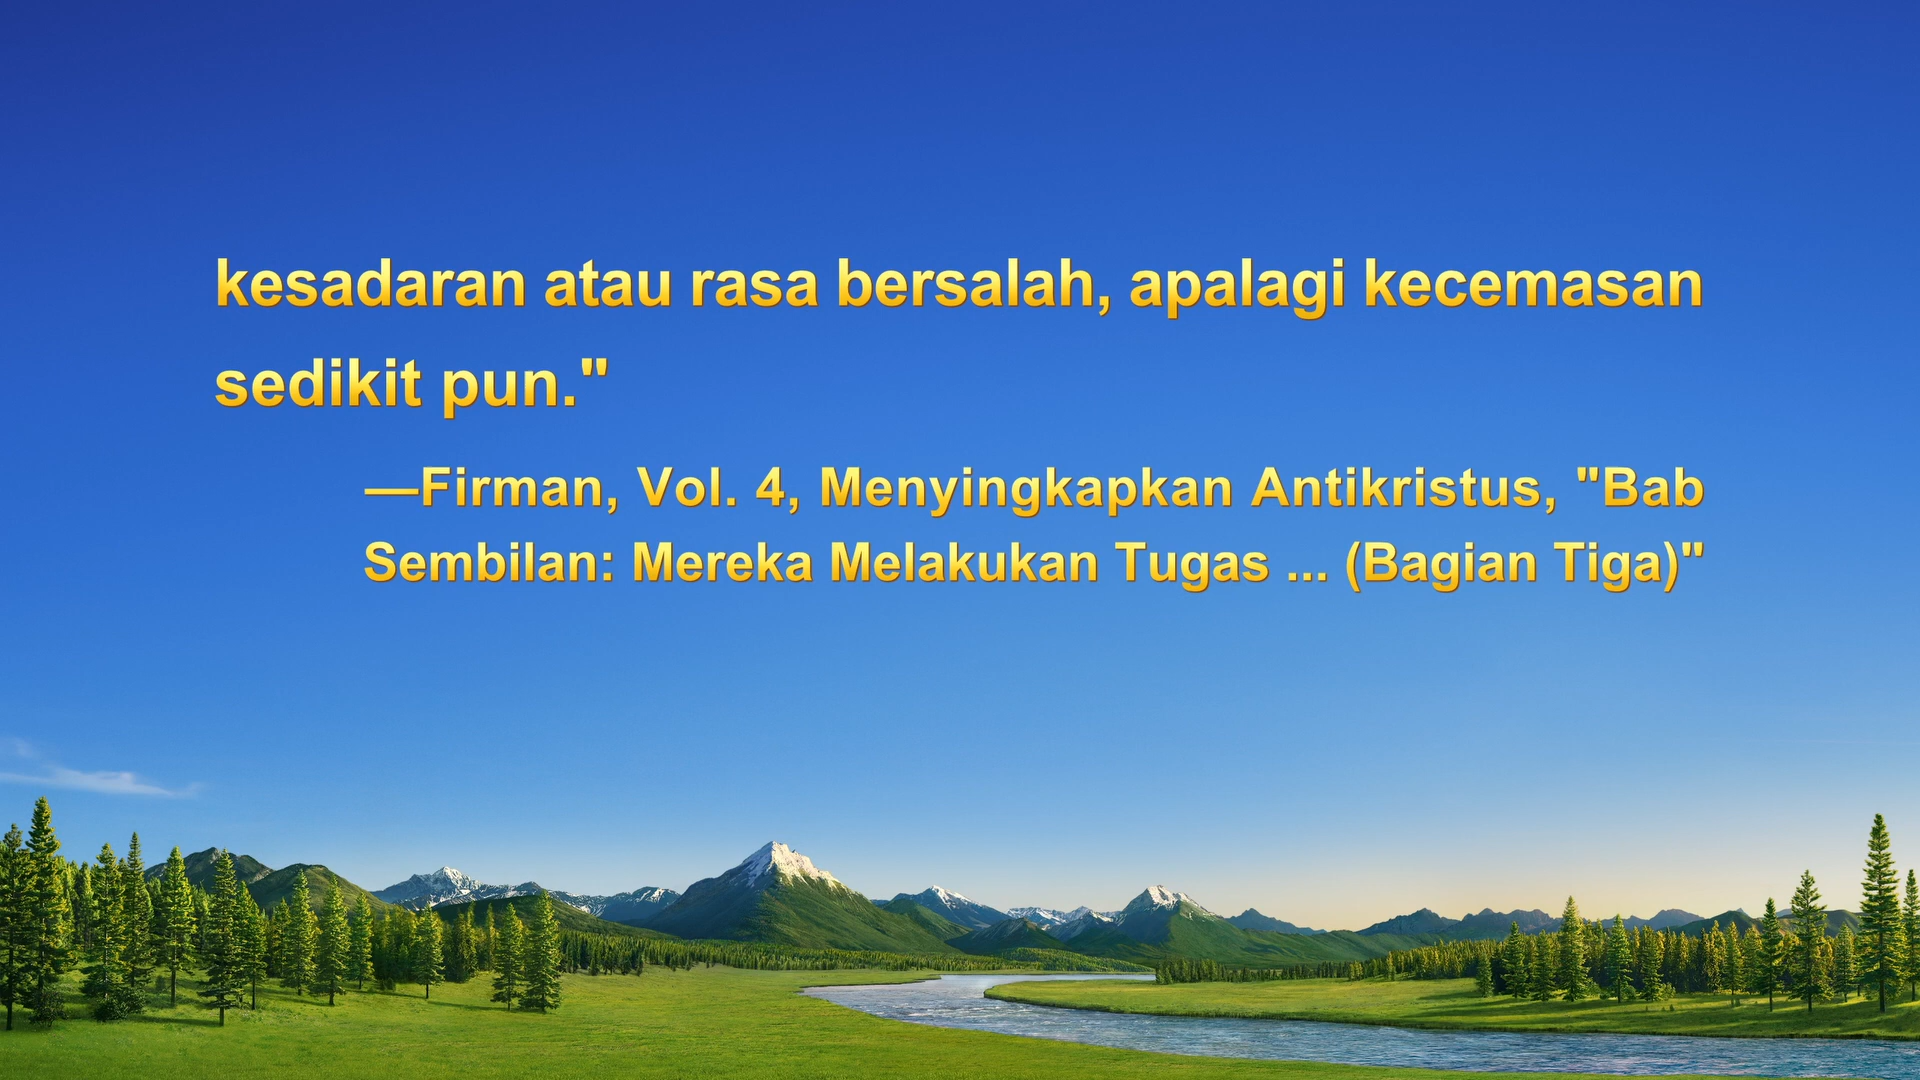 kesadaran atau rasa bersalah, apalagi kecemasan
sedikit pun."
—Firman, Vol. 4, Menyingkapkan Antikristus, "Bab
Sembilan: Mereka Melakukan Tugas ... (Bagian Tiga)"